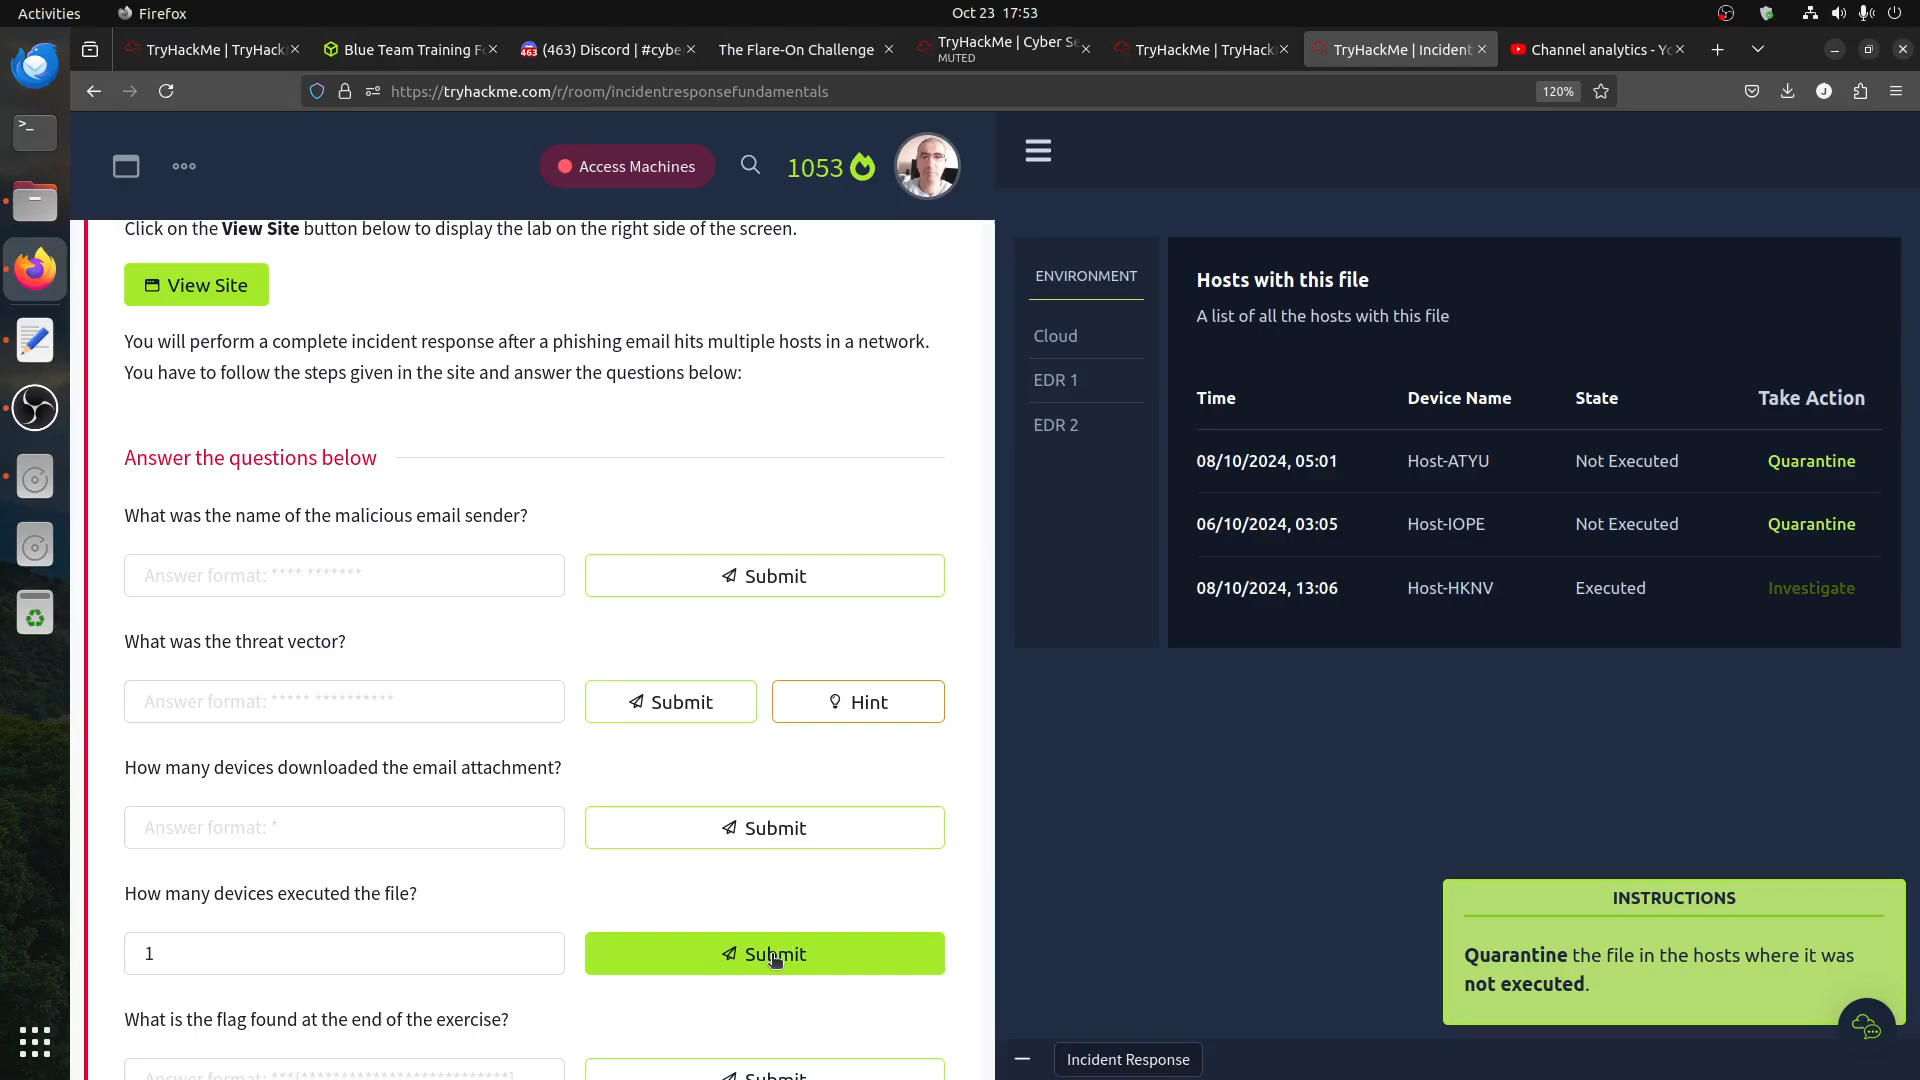 Activities
Firefox
Oct 23 17:53
TryHackMe | TryHack
Blue Team Training F
(463) Discord | #cybe
The Flare-On Challenge
TryHackMe | Cyber Se
MUTED
TryHackMe | TryHack
TryHackMe | Incident
Channel analytics - Yo
https://tryhackme.com/r/room/incidentresponsefundamentals
120%
J
Access Machines
1053
Click on the View Site button below to display the lab on the right side of the screen.
View Site
You will perform a complete incident response after a phishing email hits multiple hosts in a network.
You have to follow the steps given in the site and answer the questions below:
Answer the questions below
What was the name of the malicious email sender?
Answer format: **** *******
Submit
What was the threat vector?
Answer format: ***** **********
Submit
Hint
How many devices downloaded the email attachment?
Answer format: *
Submit
How many devices executed the file?
1
Submit
What is the flag found at the end of the exercise?
Submit
ENVIRONMENT
Cloud
EDR 1
EDR 2
Hosts with this file
A list of all the hosts with this file
Time Device Name State Take Action
08/10/2024, 05:01 Host-ATYU Not Executed Quarantine
06/10/2024, 03:05 Host-IOPE Not Executed Quarantine
08/10/2024, 13:06 Host-HKNV Executed Investigate
INSTRUCTIONS
Quarantine the file in the hosts where it was
not executed.
Incident Response